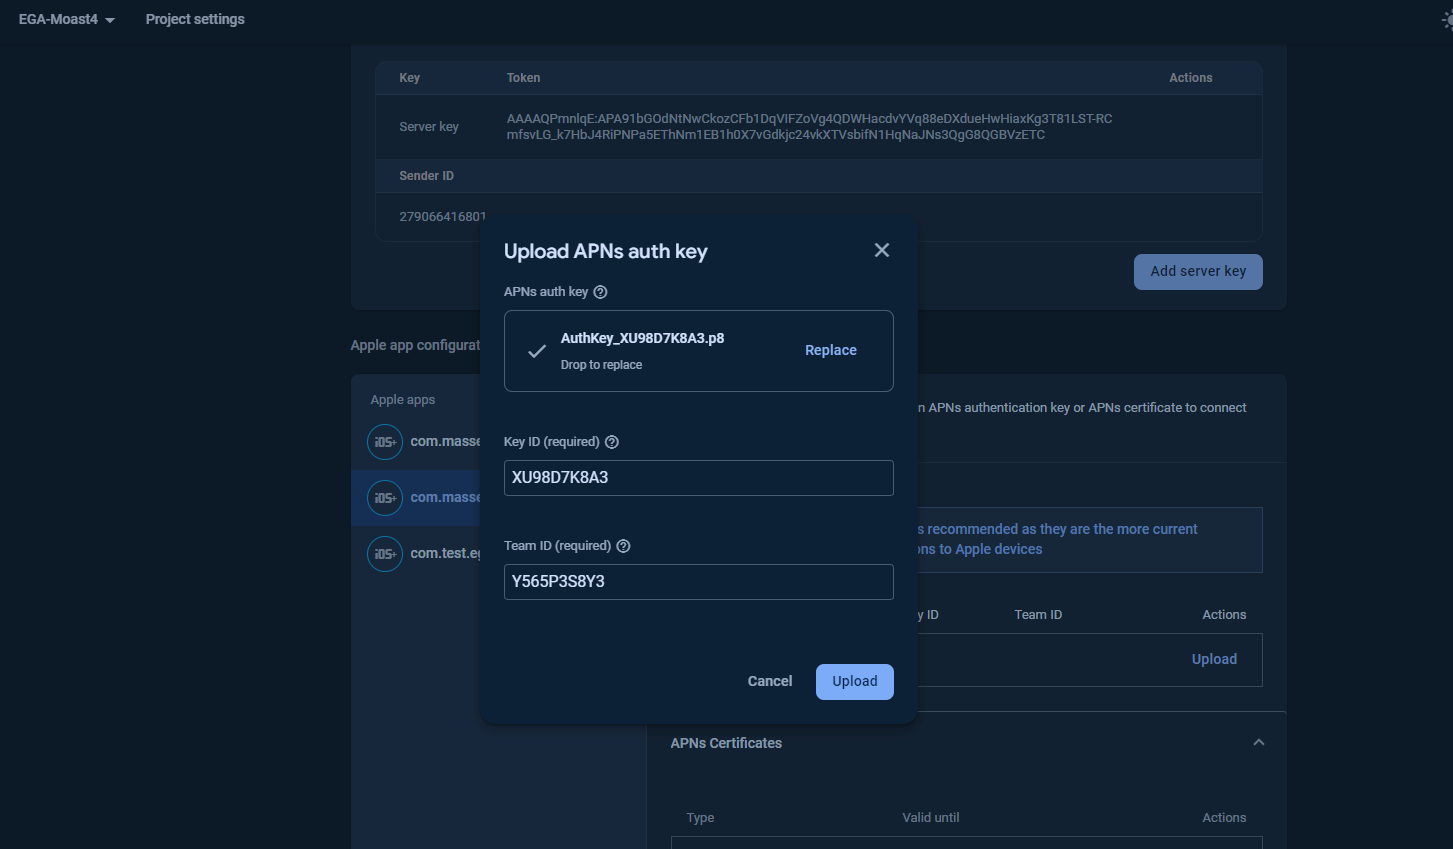 EGA-Moast4 Project settings
Key Token Actions
Server key
AAAAQPmnlqE:APA91bGOdNtNwCkozCFb1DqVIFZoVg4QDWHacdvYVq88eDXdueHwHiaxKg3T81LST-RC
mfsvLG_k7HbJ4RiPNPa5EThNm1EB1h0X7vGdkjc24vkXTVsbifN1HqNaJNs3QgG8QGBVzETC
Sender ID
279066416801
Add server key
Upload APNs auth key
APNs auth key
AuthKey_XU98D7K8A3.p8
Drop to replace
Replace
Key ID (required)
XU98D7K8A3
Team ID (required)
Y565P3S8Y3
Cancel Upload
Apple app configurat
Apple apps
iOS+ com.masse
iOS+ com.masse
iOS+ com.test.eg
n APNs authentication key or APNs certificate to connect
s recommended as they are the more current
ons to Apple devices
y ID Team ID Actions
Upload
APNs Certificates
Type Valid until Actions